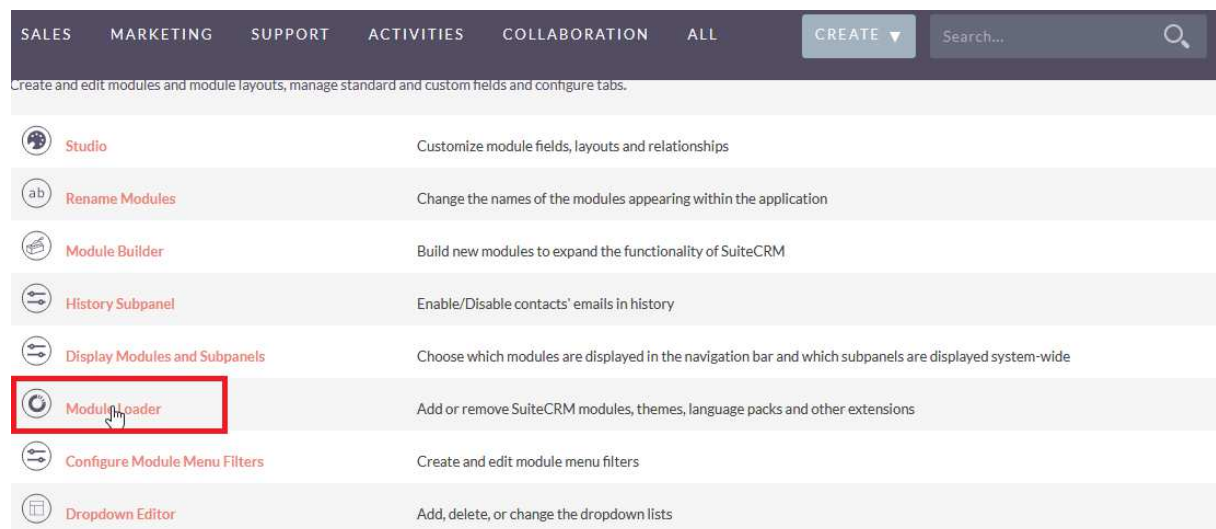 SALES MARKETING SUPPORT ACTIVITIES COLLABORATION ALL CREATE Search...
Create and edit modules and module layouts, manage standard and custom fields and configure tabs.
Studio Customize module fields, layouts and relationships
ab Rename Modules Change the names of the modules appearing within the application
Module Builder Build new modules to expand the functionality of SuiteCRM
History Subpanel Enable/Disable contacts' emails in history
Display Modules and Subpanels Choose which modules are displayed in the navigation bar and which subpanels are displayed system-wide
Module Loader Add or remove SuiteCRM modules, themes, language packs and other extensions
Configure Module Menu Filters Create and edit module menu filters
Dropdown Editor Add, delete, or change the dropdown lists